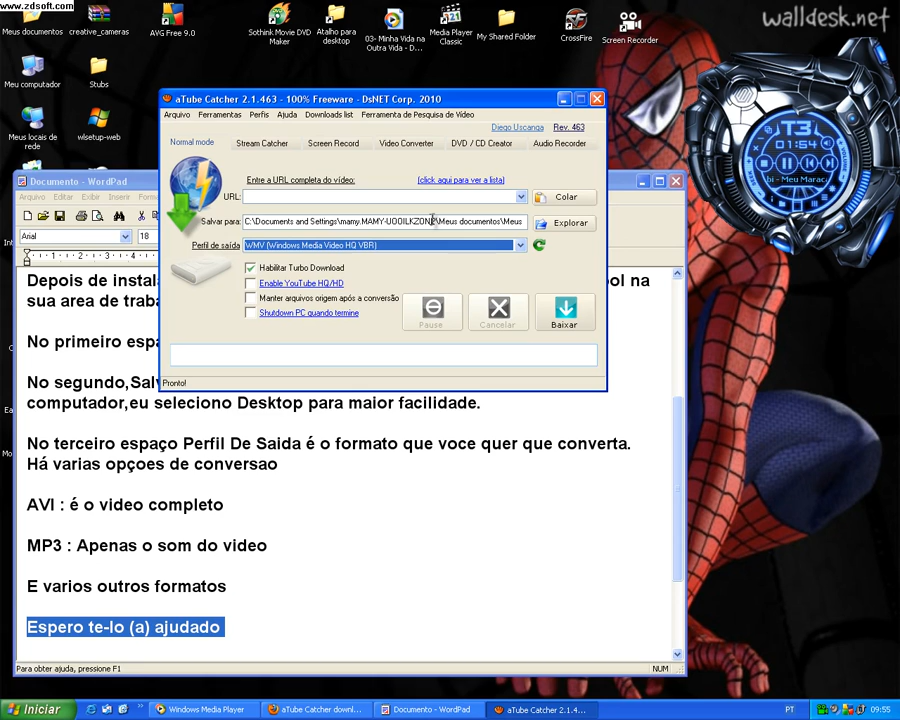 www.zdsoft.com
walldesk.net
Meus documentos
creative_cameras
AVG Free 9.0
Sothink Movie DVD Maker
Atalho para desktop
03- Minha Vida na Outra Vida - D...
Media Player Classic
My Shared Folder
CrossFire
Screen Recorder
Meu computador
Stubs
Meus locais de rede
wlsetup-web
T3
01:54
bi - Meu Maraci
aTube Catcher 2.1.463 - 100% Freeware - DsNET Corp. 2010
Arquivo Ferramentas Perfis Ajuda Downloads list Ferramenta de Pesquisa de Vídeo
Diego Uscanga Rev. 463
Normal mode Stream Catcher Screen Record Video Converter DVD / CD Creator Audio Recorder
Entre a URL completa do vídeo: (click aqui para ver a lista)
URL: Colar
Salvar para: C:\Documents and Settings\mamy.MAMY- \Meus documentos\Meus Explorar
Perfil de saída WMV (Windows Media Video HQ VBR)
Habilitar Turbo Download
Enable YouTube HQ/HD
Manter arquivos origem após a conversão
Shutdown PC quando termine
Pause Cancelar Baixar
Pronto!
Documento - WordPad
Arquivo Editar Exibir Inserir
Arial 18
Depois de instala ol na
sua area de traba
No primeiro espa
No segundo,Salv
computador,eu seleciono Desktop para maior facilidade.
No terceiro espaço Perfil De Saida é o formato que voce quer que converta.
Há varias opçoes de conversao
AVI : é o video completo
MP3 : Apenas o som do video
E varios outros formatos
Espero te-lo (a) ajudado
Para obter ajuda, pressione F1 NUM
Iniciar Windows Media Player aTube Catcher downl... Documento - WordPad aTube Catcher 2.1.4... PT 09:55